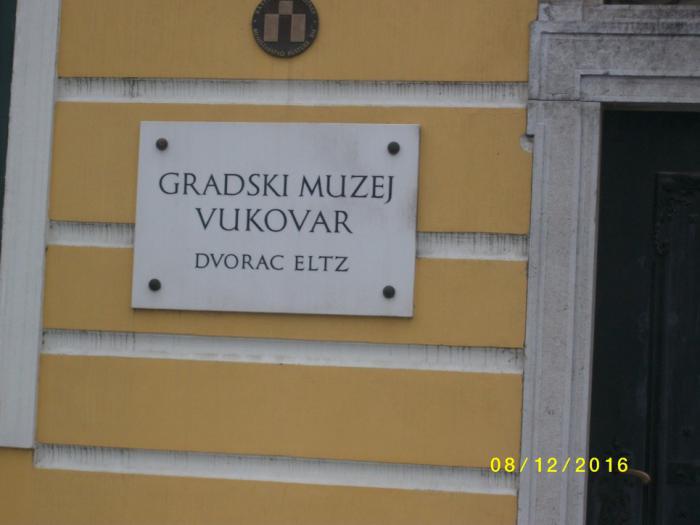 GRADSKI MUZEJ
VUKOVAR
DVORAC ELTZ
08/12/2016